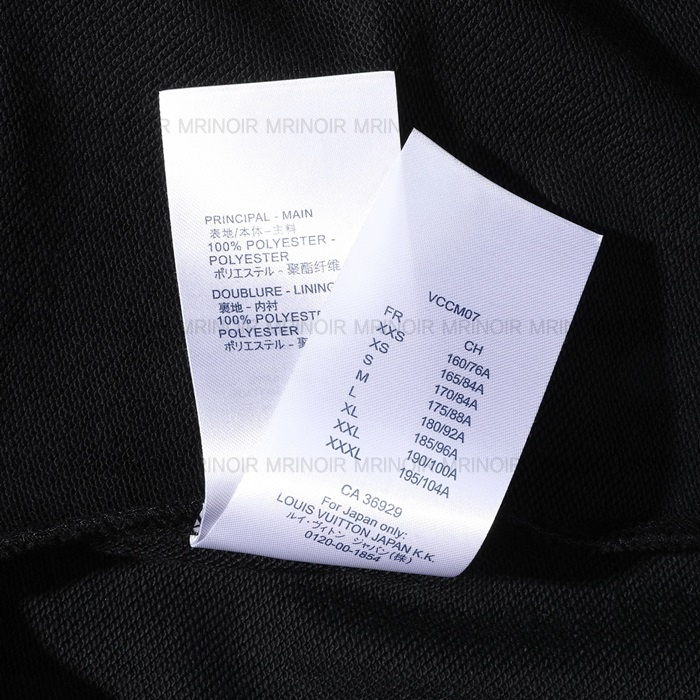 MRINOIR MRINOIR MRIN
PRINCIPAL - MAIN
表地/本体 - 主料
100% POLYESTER -
POLYESTER
ポリエステル - 聚酯纤维
DOUBLURE - LINING
裏地 - 内衬
100% POLYEST
POLYESTER
ポリエステル - 聚
VCCM07
FR CH
XXS 160/76A
XS 165/84A
S 170/84A
M 175/88A
L 180/92A
XL 185/96A
XXL 190/100A
XXXL 195/104A
CA 36929
For Japan only:
LOUIS VUITTON JAPAN K.K.
ルイ・ヴィトン ジャパン(株)
0120-00-1854
MRINOIR MRINOIR MRINOIR MRINOIR